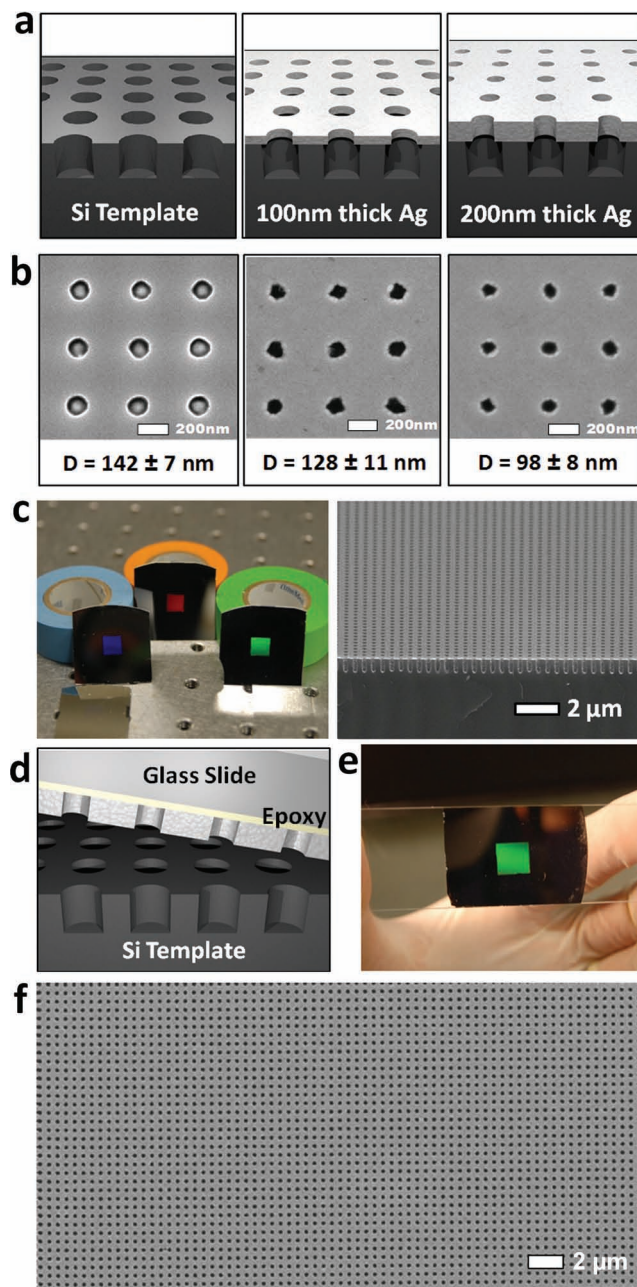 a
Si Template
100nm thick Ag
200nm thick Ag
b
200nm
200nm
200nm
D = 142 ± 7 nm
D = 128 ± 11 nm
D = 98 ± 8 nm
c
2 µm
d
Glass Slide
Epoxy
Si Template
e
f
2 µm